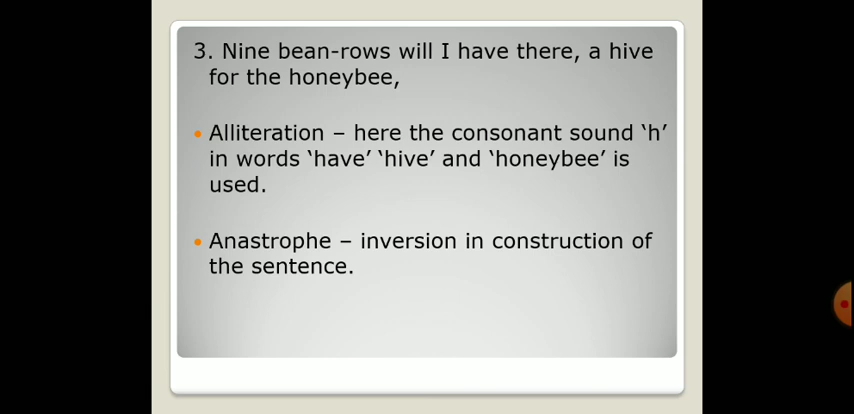 3. Nine bean-rows will I have there, a hive
for the honeybee,
• Alliteration – here the consonant sound ‘h’
in words ‘have’ ‘hive’ and ‘honeybee’ is
used.
• Anastrophe – inversion in construction of
the sentence.